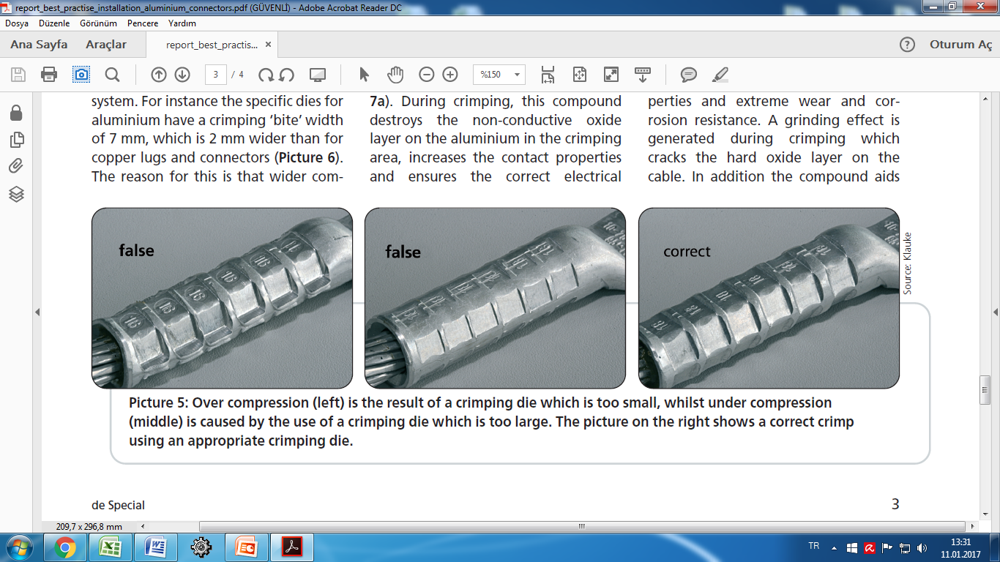 report_best_practise_installation_aluminium_connectors.pdf (GÜVENLİ) - Adobe Acrobat Reader DC
Dosya Düzenle Görünüm Pencere Yardım
Ana Sayfa Araçlar report_best_practis... × Oturum Aç
3 / 4 %150
system. For instance the specific dies for
aluminium have a crimping ‘bite’ width
of 7 mm, which is 2 mm wider than for
copper lugs and connectors (Picture 6).
The reason for this is that wider com-
7a). During crimping, this compound
destroys the non-conductive oxide
layer on the aluminium in the crimping
area, increases the contact properties
and ensures the correct electrical
perties and extreme wear and cor-
rosion resistance. A grinding effect is
generated during crimping which
cracks the hard oxide layer on the
cable. In addition the compound aids
false
false
correct
Source: Klauke
Picture 5: Over compression (left) is the result of a crimping die which is too small, whilst under compression
(middle) is caused by the use of a crimping die which is too large. The picture on the right shows a correct crimp
using an appropriate crimping die.
de Special
3
209,7 x 296,8 mm
TR
13:31
11.01.2017